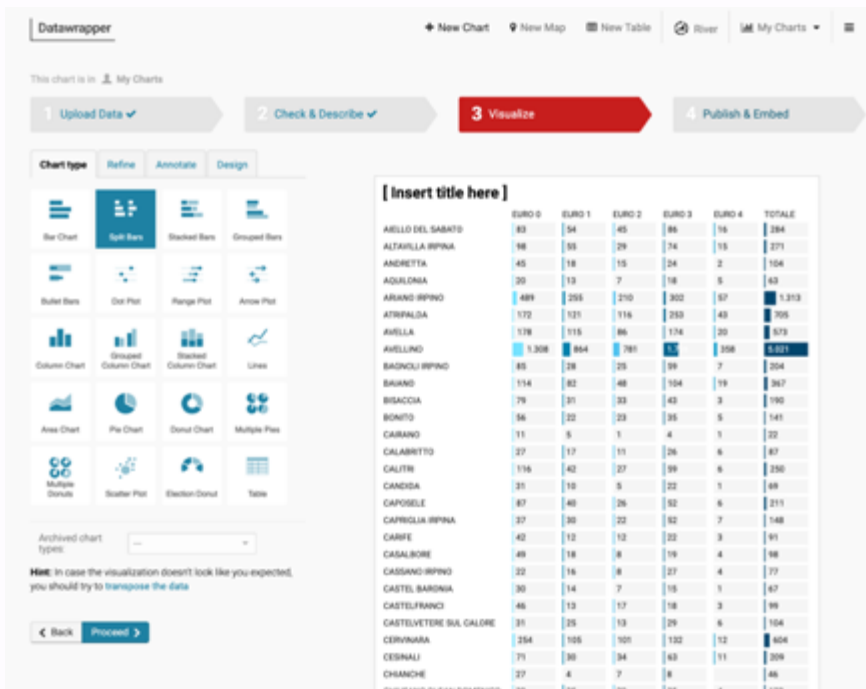 Datawrapper
+ New Chart New Map New Table River My Charts
This chart is in My Charts
1 Upload Data ✔ 2 Check & Describe ✔ 3 Visualize 4 Publish & Embed
Chart type Refine Annotate Design
Bar Chart Split Bars Stacked Bars Grouped Bars
Bullet Bars Dot Plot Range Plot Arrow Plot
Column Chart Grouped Column Chart Stacked Column Chart Lines
Area Chart Pie Chart Donut Chart Multiple Pies
Multiple Donuts Scatter Plot Election Donut Table
Archived chart types: ---
Hint: In case the visualization doesn't look like you expected,
you should try to transpose the data
Back Proceed
[ Insert title here ]
EURO 0 EURO 1 EURO 2 EURO 3 EURO 4 TOTALE
AIELLO DEL SABATO 83 54 45 86 16 284
ALTAVILLA IRPINA 98 55 29 74 15 271
ANDRETTA 45 18 15 24 2 104
AQUILONIA 20 13 7 18 5 63
ARIANO IRPINO 489 255 210 302 57 1.313
ATRIPALDA 172 121 116 253 43 705
AVELLA 178 115 86 174 20 573
AVELLINO 1.308 864 781 1.7 358 5.021
BAGNOLI IRPINO 85 28 25 59 7 204
BAIANO 114 82 48 104 19 367
BISACCIA 79 31 33 43 3 190
BONITO 56 22 23 35 5 141
CAIRANO 11 5 1 4 1 22
CALABRITTO 27 17 11 26 6 87
CALITRI 116 42 27 59 6 250
CANDIDA 31 10 5 22 1 69
CAPOSELE 87 40 26 52 6 211
CAPRIGLIA IRPINA 37 30 22 52 7 148
CARIFE 42 12 12 22 3 91
CASALBORE 49 18 8 19 4 98
CASSANO IRPINO 22 16 8 27 4 77
CASTEL BARONIA 30 14 7 15 1 67
CASTELFRANCI 46 13 17 18 3 99
CASTELVETERE SUL CALORE 31 25 13 29 6 104
CERVINARA 254 105 101 132 12 604
CESINALI 71 30 34 63 11 209
CHIANCHE 27 4 7 8 46